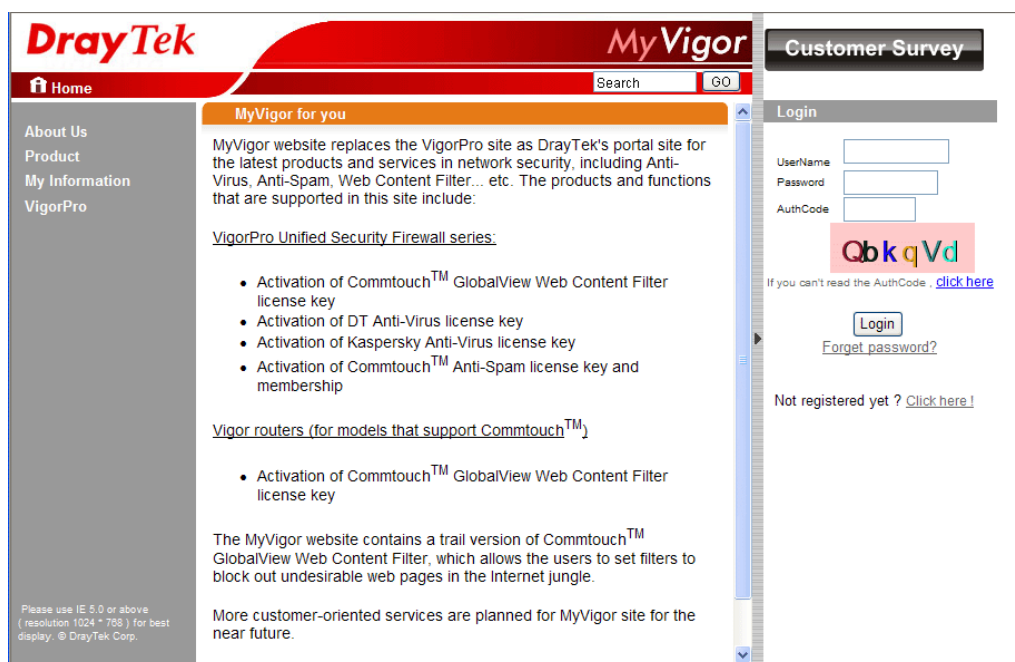 DrayTek
MyVigor
Customer Survey
Home
Search
GO
About Us
Product
My Information
VigorPro
Please use IE 5.0 or above
( resolution 1024 * 768 ) for best
display. © DrayTek Corp.
MyVigor for you
MyVigor website replaces the VigorPro site as DrayTek's portal site for
the latest products and services in network security, including Anti-
Virus, Anti-Spam, Web Content Filter... etc. The products and functions
that are supported in this site include:
VigorPro Unified Security Firewall series:
• Activation of Commtouch™ GlobalView Web Content Filter
license key
• Activation of DT Anti-Virus license key
• Activation of Kaspersky Anti-Virus license key
• Activation of Commtouch™ Anti-Spam license key and
membership
Vigor routers (for models that support Commtouch™)
• Activation of Commtouch™ GlobalView Web Content Filter
license key
The MyVigor website contains a trail version of Commtouch™
GlobalView Web Content Filter, which allows the users to set filters to
block out undesirable web pages in the Internet jungle.
More customer-oriented services are planned for MyVigor site for the
near future.
Login
UserName
Password
AuthCode
QbkqVd
If you can't read the AuthCode , click here
Login
Forget password?
Not registered yet ? Click here !